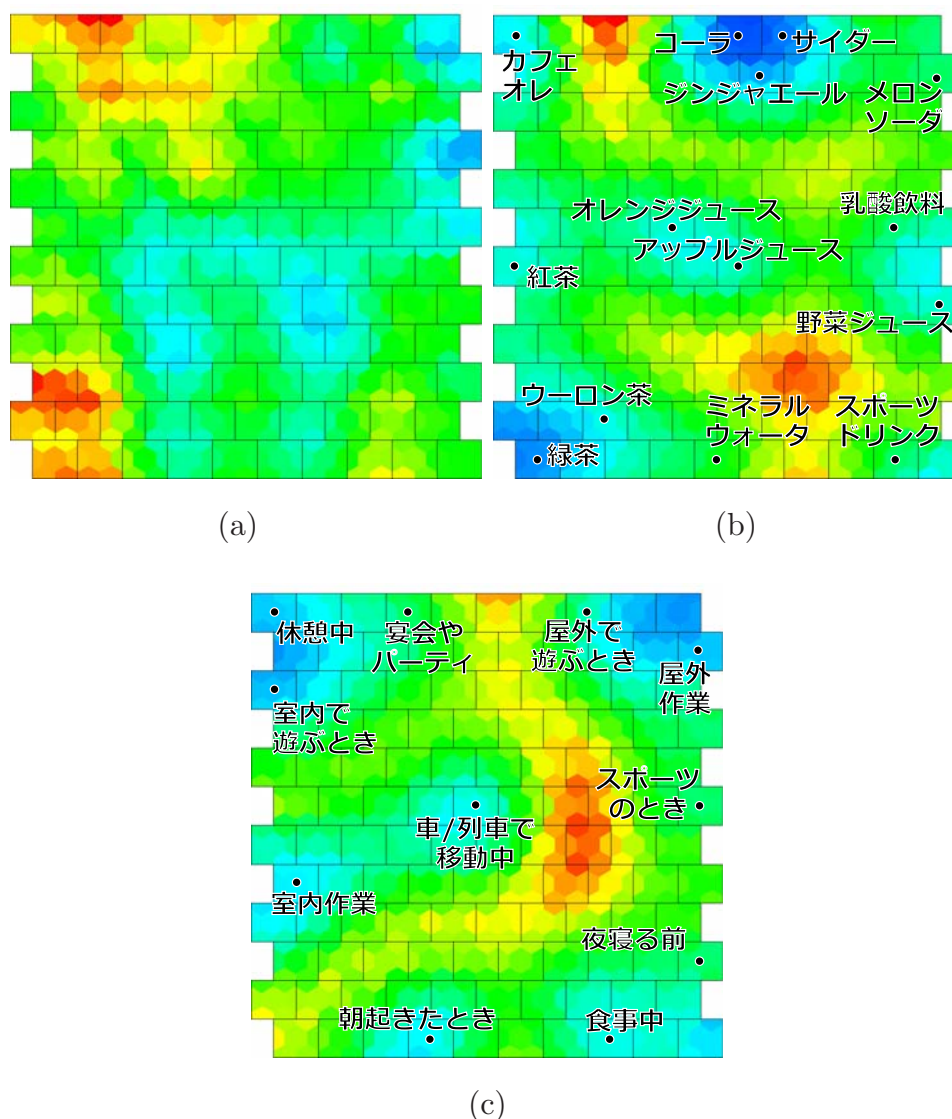 カフェ
オレ
コーラ
サイダー
ジンジャエール
メロン
ソーダ
オレンジジュース
乳酸飲料
アップルジュース
紅茶
野菜ジュース
ウーロン茶
ミネラル
ウォータ
スポーツ
ドリンク
緑茶
(a)
(b)
休憩中
宴会や
パーティ
屋外で
遊ぶとき
屋外
作業
室内で
遊ぶとき
スポーツ
のとき
車/列車で
移動中
室内作業
夜寝る前
朝起きたとき
食事中
(c)